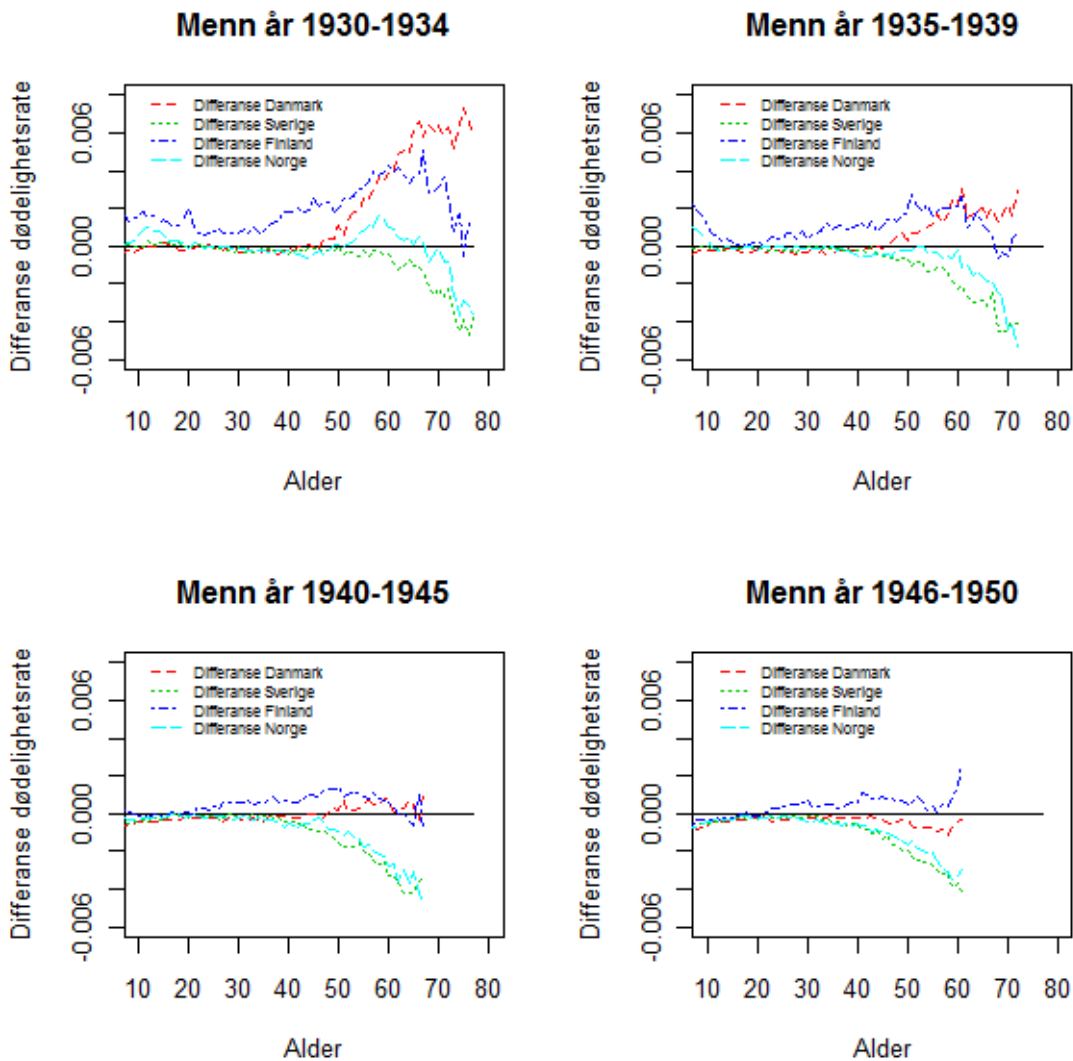 Menn år 1930-1934
Differanse dødelighetsrate
0.006
0.000
-0.006
Differanse Danmark
Differanse Sverige
Differanse Finland
Differanse Norge
10 20 30 40 50 60 70 80
Alder
Menn år 1935-1939
Differanse dødelighetsrate
0.006
0.000
-0.006
Differanse Danmark
Differanse Sverige
Differanse Finland
Differanse Norge
10 20 30 40 50 60 70 80
Alder
Menn år 1940-1945
Differanse dødelighetsrate
0.006
0.000
-0.006
Differanse Danmark
Differanse Sverige
Differanse Finland
Differanse Norge
10 20 30 40 50 60 70 80
Alder
Menn år 1946-1950
Differanse dødelighetsrate
0.006
0.000
-0.006
Differanse Danmark
Differanse Sverige
Differanse Finland
Differanse Norge
10 20 30 40 50 60 70 80
Alder